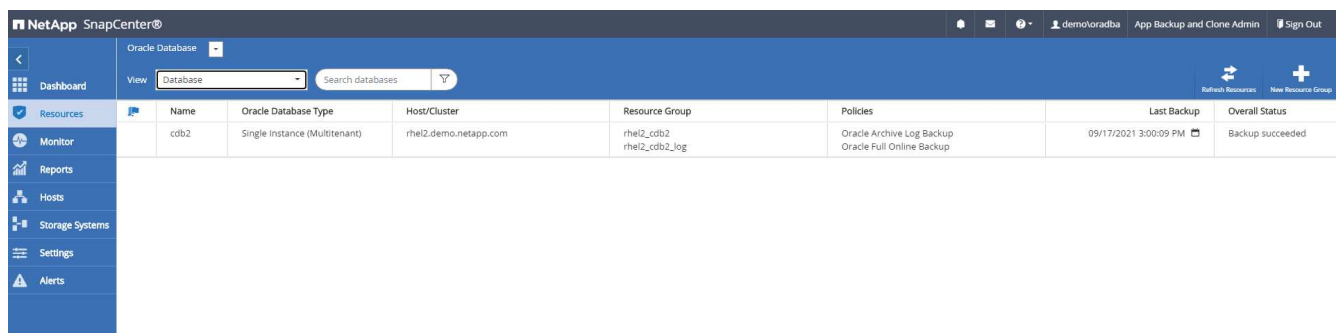 NetApp SnapCenter®
demo\oradba App Backup and Clone Admin Sign Out
Oracle Database
View Database Search databases
Refresh Resources New Resource Group
Dashboard
Resources
Monitor
Reports
Hosts
Storage Systems
Settings
Alerts
Name Oracle Database Type Host/Cluster Resource Group Policies Last Backup Overall Status
cdb2 Single Instance (Multitenant) rhel2.demo.netapp.com rhel2_cdb2 Oracle Archive Log Backup 09/17/2021 3:00:09 PM Backup succeeded
rhel2_cdb2_log Oracle Full Online Backup